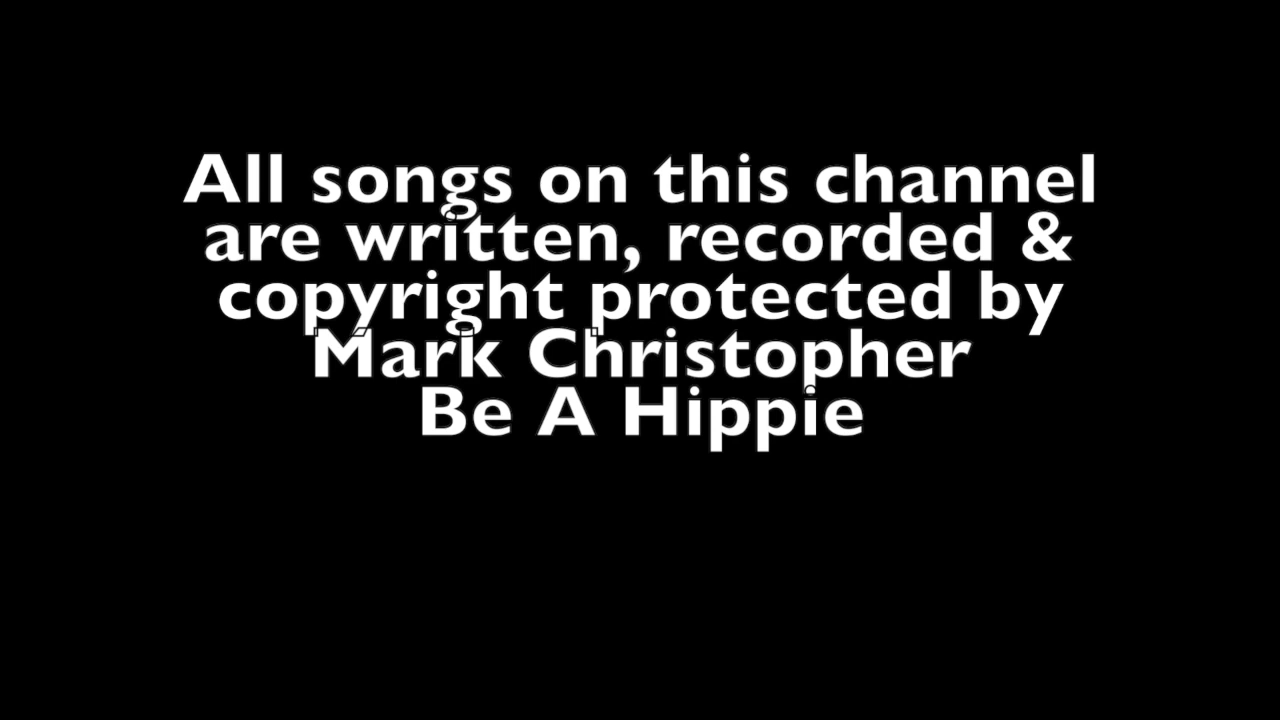 All songs on this channel
are written, recorded &
copyright protected by
Mark Christopher
Be A Hippie